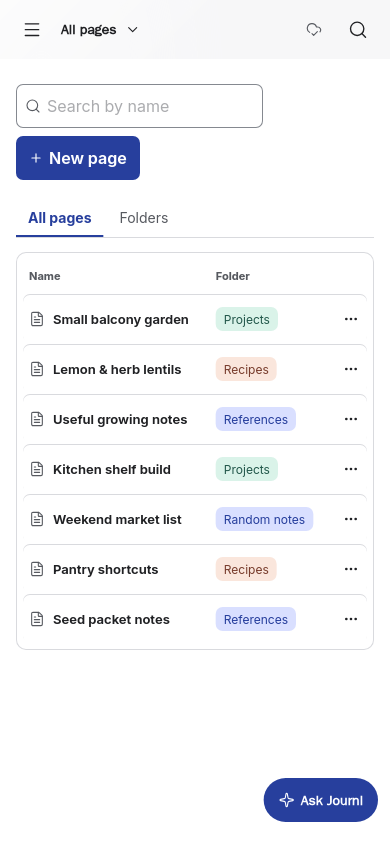 All pages
Search by name
+ New page
All pages Folders
Name Folder
Small balcony garden Projects
Lemon & herb lentils Recipes
Useful growing notes References
Kitchen shelf build Projects
Weekend market list Random notes
Pantry shortcuts Recipes
Seed packet notes References
Ask Journl